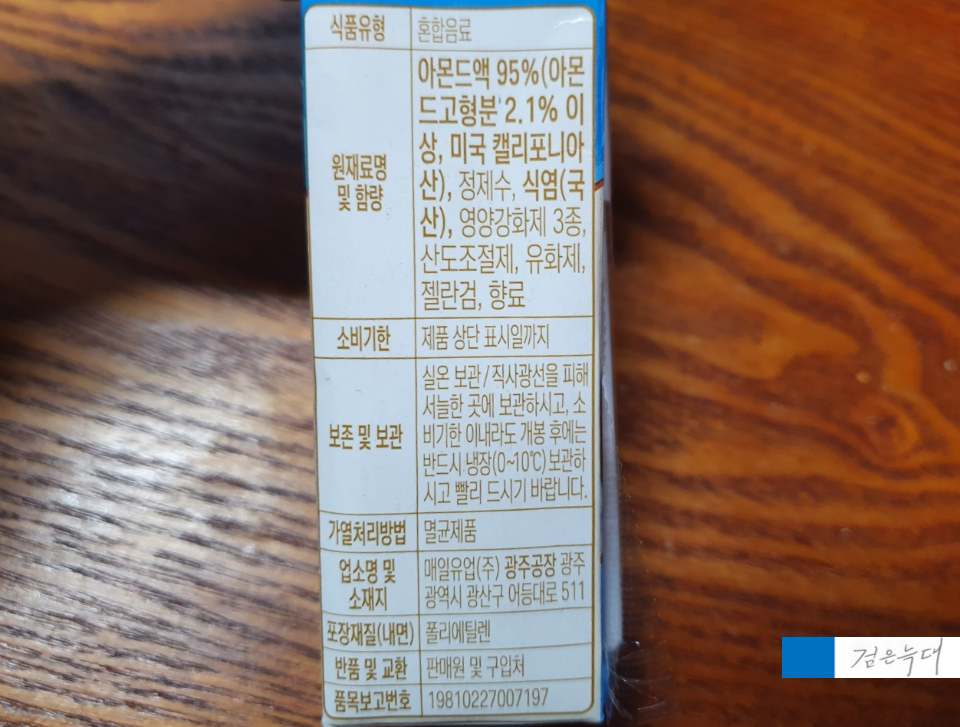 식품유형 혼합음료
원재료명 및 함량
아몬드액 95%(아몬
드고형분 2.1% 이
상, 미국 캘리포니아
산), 정제수, 식염(국
산), 영양강화제 3종,
산도조절제, 유화제,
젤란검, 향료
소비기한 제품 상단 표시일까지
보존 및 보관
실온 보관/직사광선을 피해
서늘한 곳에 보관하시고, 소
비기한 이내라도 개봉 후에는
반드시 냉장(0~10℃) 보관하
시고 빨리 드시기 바랍니다.
가열처리방법 멸균제품
업소명 및 소재지
매일유업(주) 광주공장 광주
광역시 광산구 어등대로 511
포장재질(내면) 폴리에틸렌
반품 및 교환 판매원 및 구입처
품목보고번호 19810227007197
검은늑대